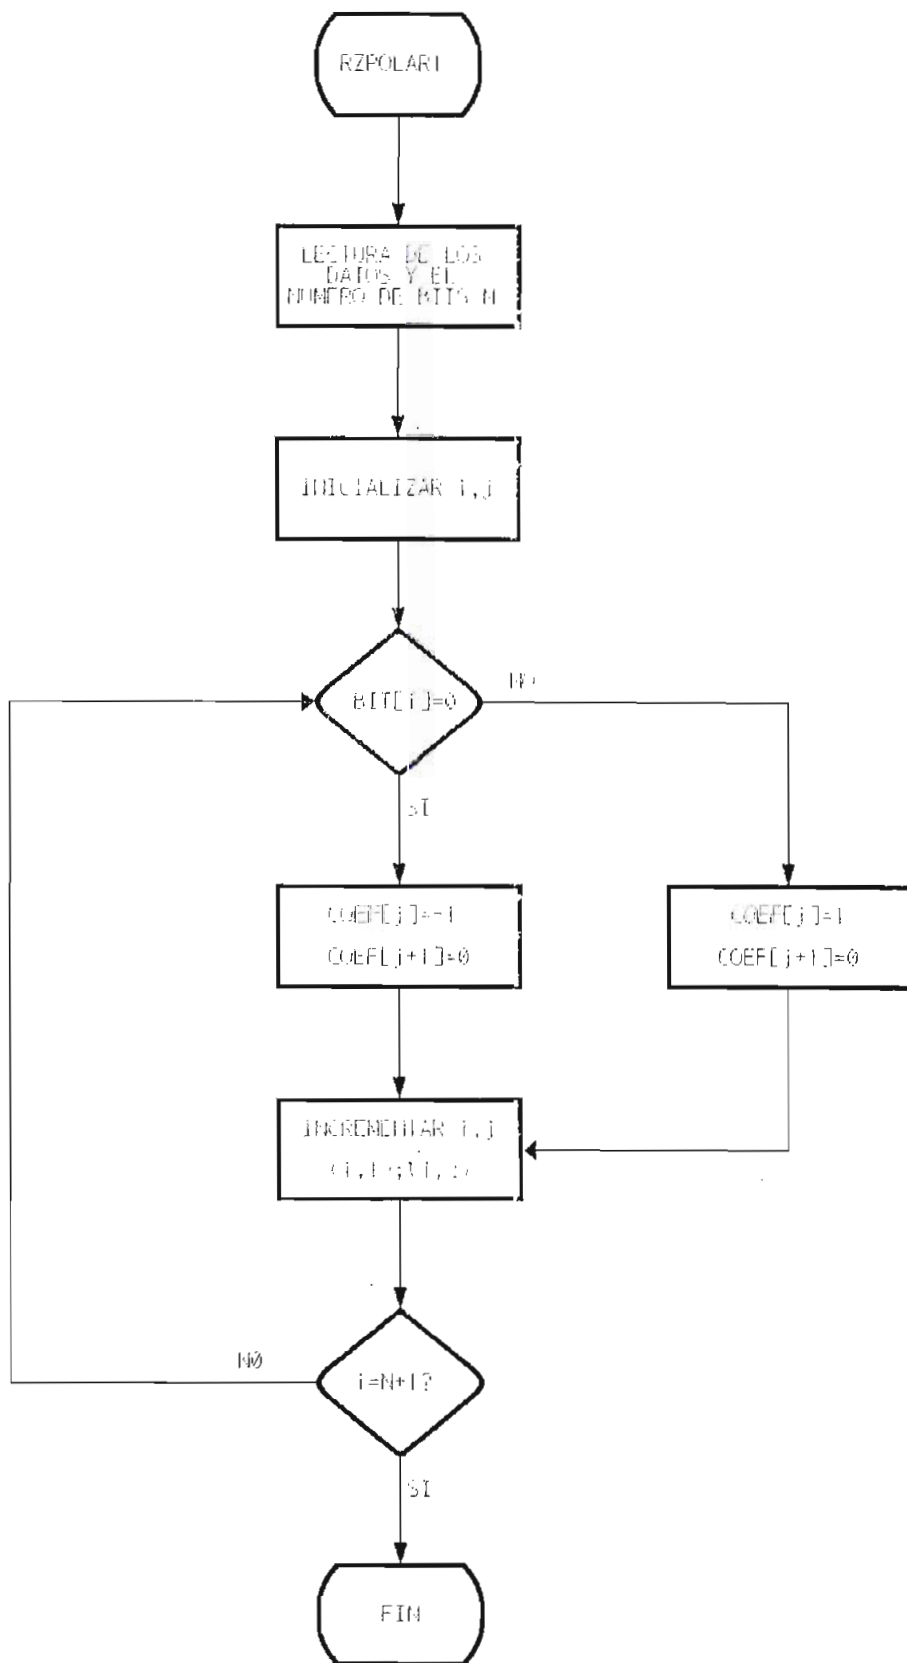 RZPOLAR1
LECTURA DE LOS
DATOS Y EL
NUMERO DE BITS N
INICIALIZAR i,j
BIT[i]=0
NO
SI
COEF[j]=-1
COEF[j+1]=0
COEF[j]=1
COEF[j+1]=0
INCREMENTAR i,j
i=N+1?
NO
SI
FIN